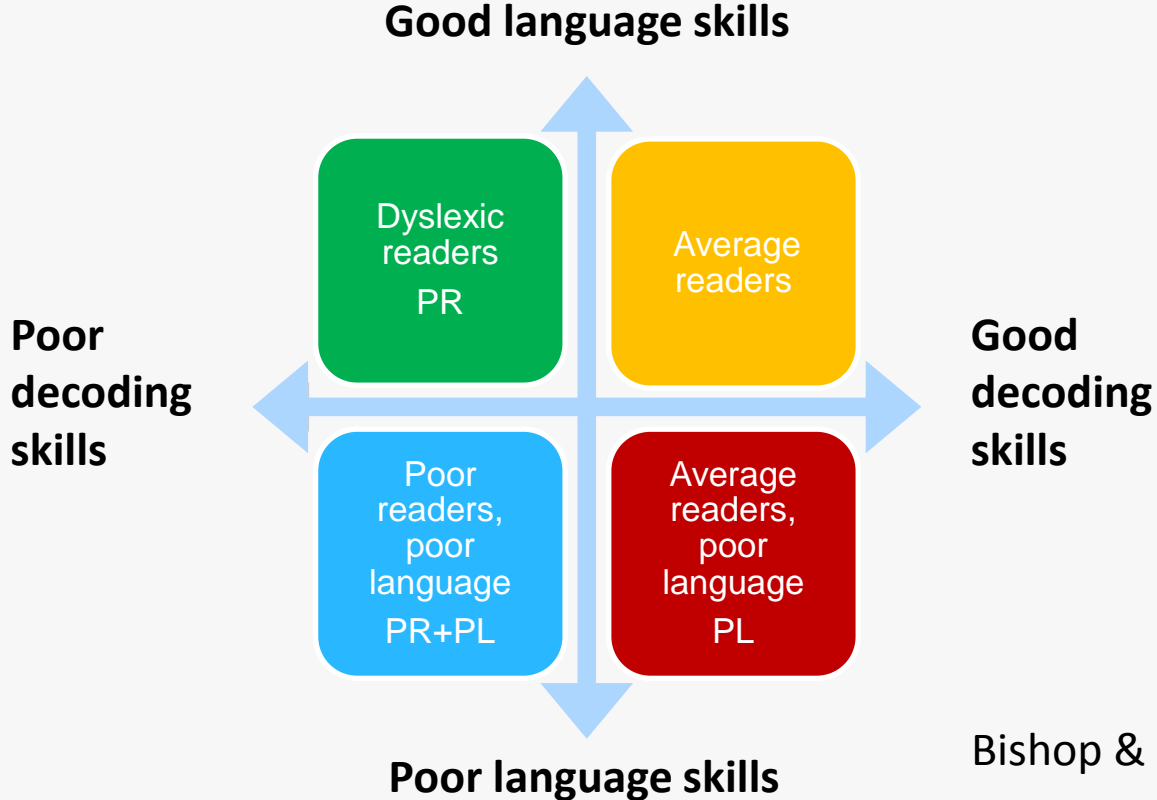 Good language skills
Dyslexic
readers
PR
Average
readers
Poor
decoding
skills
Good
decoding
skills
Poor
readers,
poor
language
PR+PL
Average
readers,
poor
language
PL
Bishop &
Poor language skills